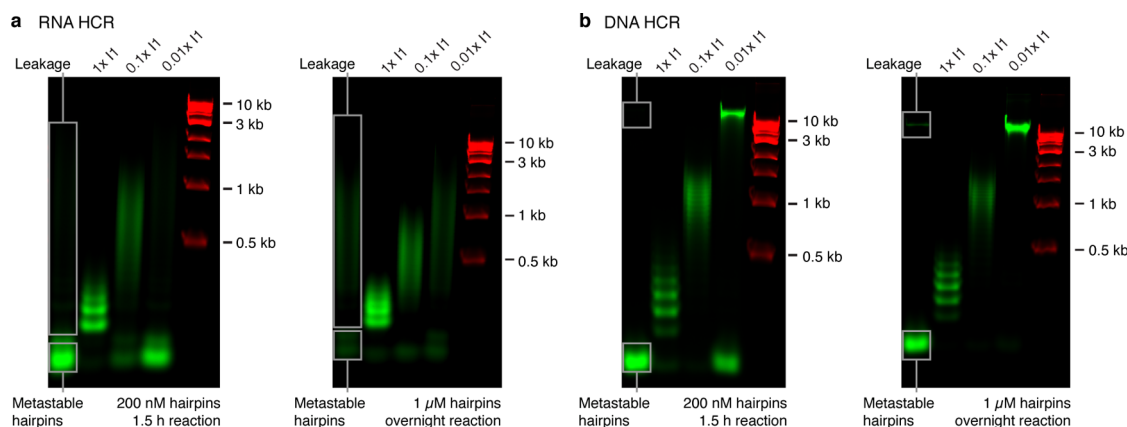 a RNA HCR
Leakage
1x I1
0.1x I1
0.01x I1
10 kb
3 kb
1 kb
0.5 kb
Metastable
hairpins
200 nM hairpins
1.5 h reaction
Leakage
1x I1
0.1x I1
0.01x I1
10 kb
3 kb
1 kb
0.5 kb
Metastable
hairpins
1 µM hairpins
overnight reaction
b DNA HCR
Leakage
1x I1
0.1x I1
0.01x I1
10 kb
3 kb
1 kb
0.5 kb
Metastable
hairpins
200 nM hairpins
1.5 h reaction
Leakage
1x I1
0.1x I1
0.01x I1
10 kb
3 kb
1 kb
0.5 kb
Metastable
hairpins
1 µM hairpins
overnight reaction